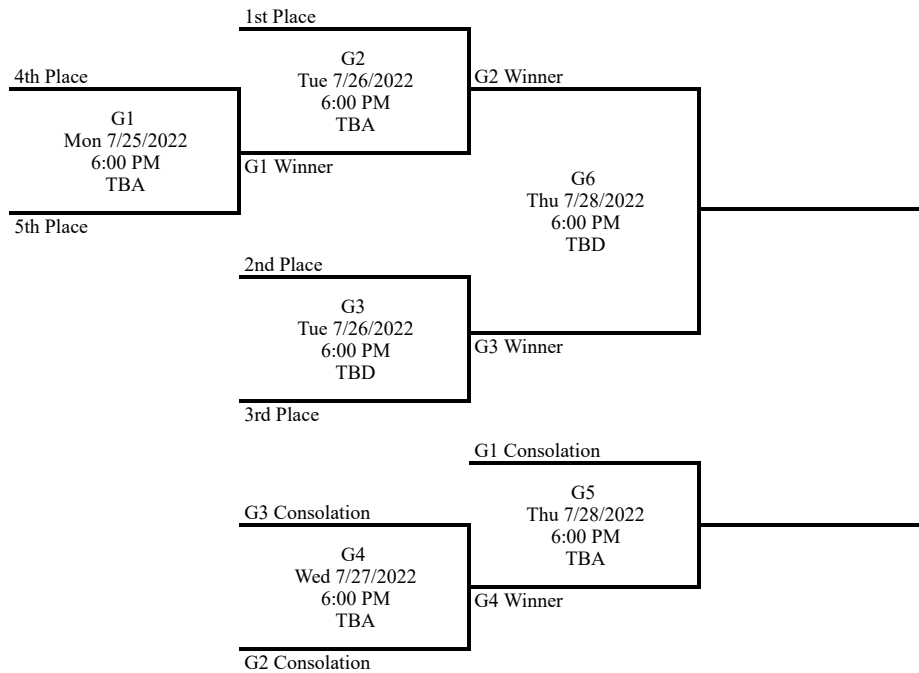 1st Place
G2
Tue 7/26/2022
6:00 PM
TBA
G2 Winner
4th Place
G1
Mon 7/25/2022
6:00 PM
TBA
G1 Winner
5th Place
G6
Thu 7/28/2022
6:00 PM
TBD
2nd Place
G3
Tue 7/26/2022
6:00 PM
TBD
G3 Winner
3rd Place
G1 Consolation
G5
Thu 7/28/2022
6:00 PM
TBA
G3 Consolation
G4
Wed 7/27/2022
6:00 PM
TBA
G4 Winner
G2 Consolation